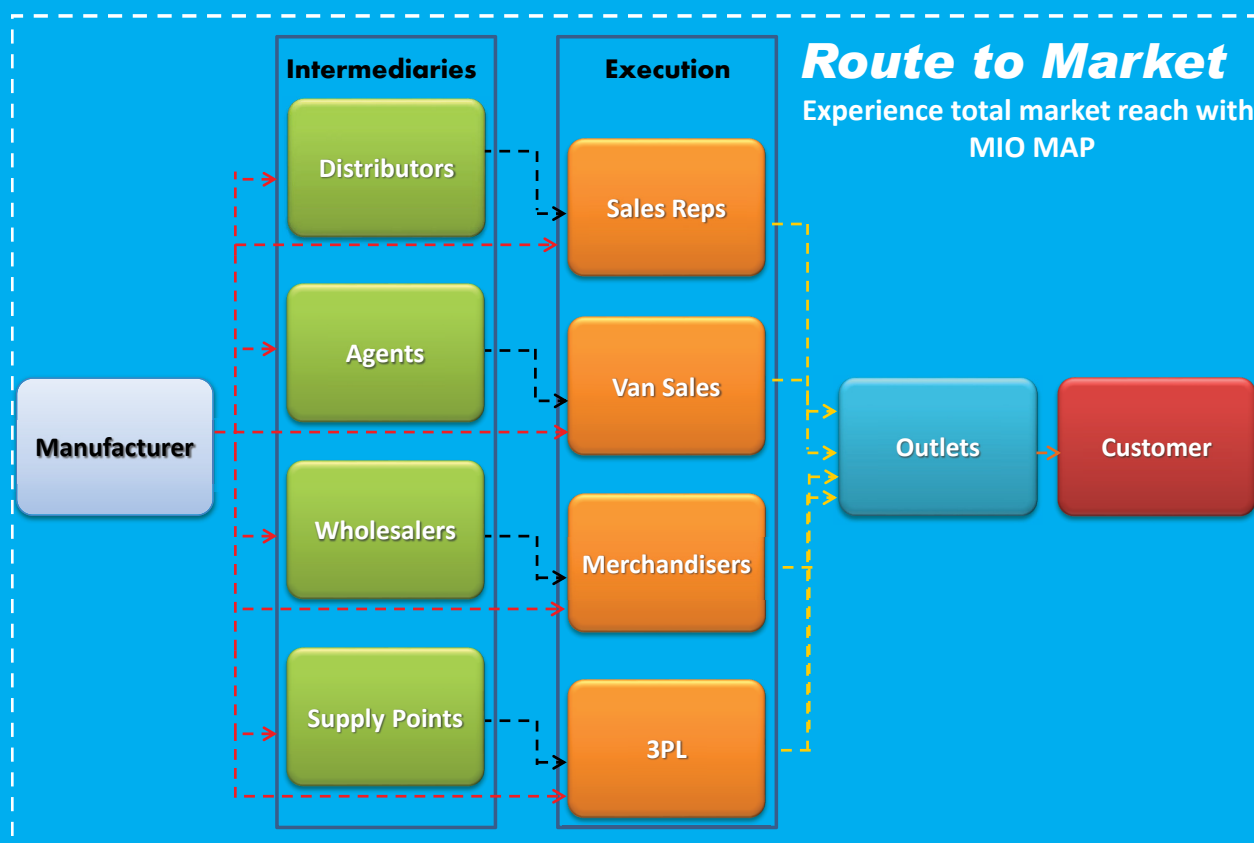 Route to Market
Experience total market reach with
MIO MAP
Intermediaries
Execution
Distributors
Sales Reps
Agents
Van Sales
Manufacturer
Outlets
Customer
Wholesalers
Merchandisers
Supply Points
3PL